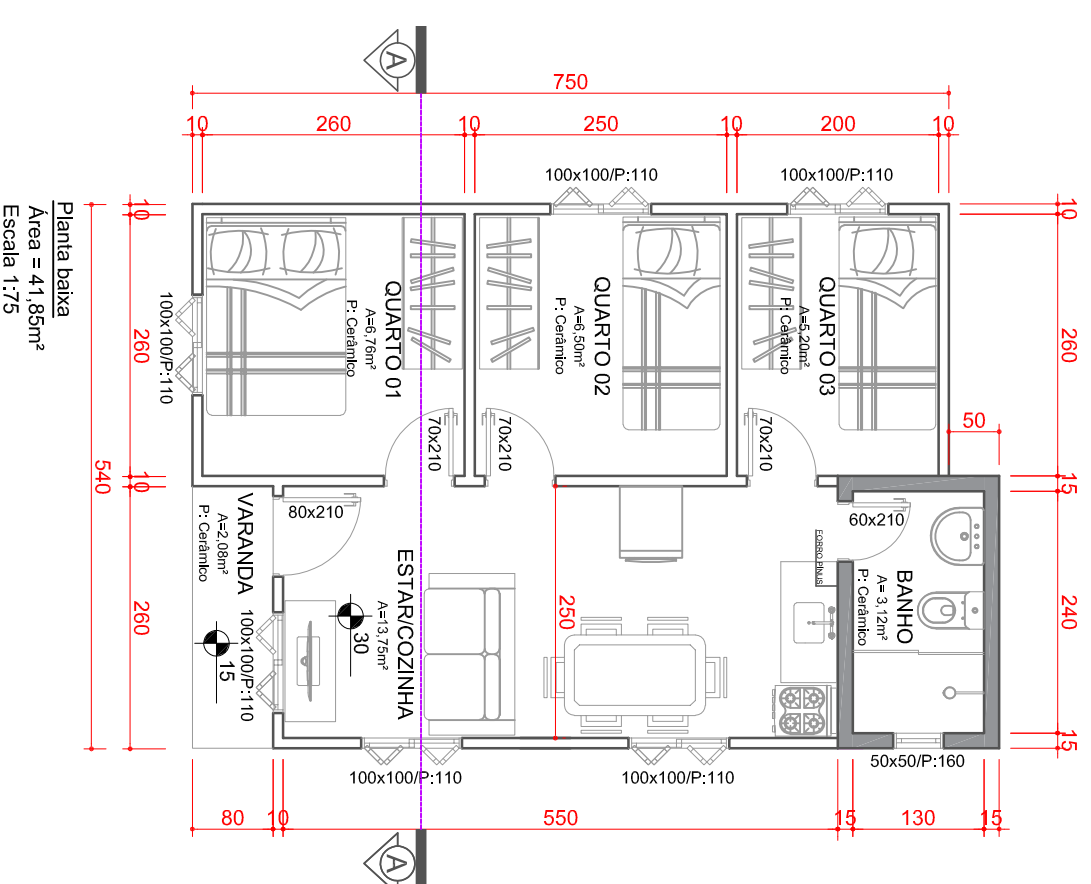 A
750
10
260
10
250
10
200
10
100x100/P:110
100x100/P:110
10
260
15
240
15
50
10
260
10
260
540
QUARTO 01
A=6,76m²
P: Cerâmico
100x100/P:110
70x210
QUARTO 02
A=6,50m²
P: Cerâmico
70x210
QUARTO 03
A=5,20m²
P: Cerâmico
70x210
VARANDA
A=2,08m²
P: Cerâmico
15
80x210
100x100/P:110
ESTAR/COZINHA
A=13,75m²
30
250
FORRO PÍNUS
60x210
BANHO
A= 3,12m²
P: Cerâmico
100x100/P:110
100x100/P:110
50x50/P:160
80
10
550
15
130
15
A
Planta baixa
Área = 41,85m²
Escala 1:75